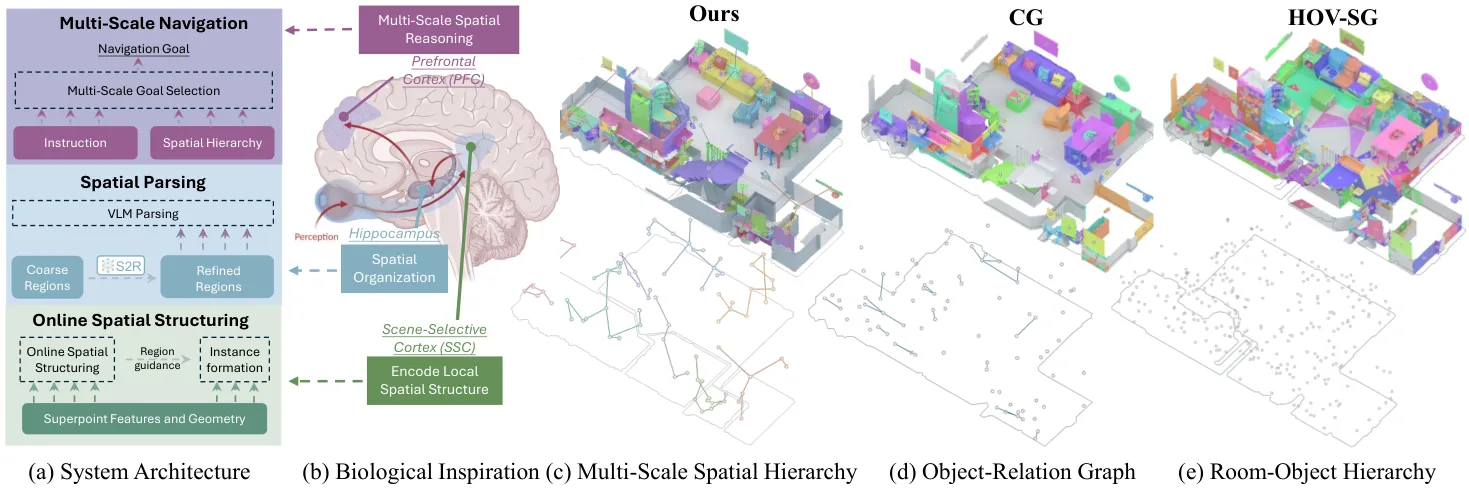 Multi-Scale Navigation
Navigation Goal
Multi-Scale Goal Selection
Instruction
Spatial Hierarchy
Spatial Parsing
VLM Parsing
Coarse
Regions
S2R
Refined
Regions
Online Spatial Structuring
Online Spatial
Structuring
Region
guidance
Instance
formation
Superpoint Features and Geometry
(a) System Architecture
Multi-Scale Spatial
Reasoning
Prefrontal
Cortex (PFC)
Perception
Hippocampus
Spatial
Organization
Scene-Selective
Cortex (SSC)
Encode Local
Spatial Structure
(b) Biological Inspiration
Ours
(c) Multi-Scale Spatial Hierarchy
CG
(d) Object-Relation Graph
HOV-SG
(e) Room-Object Hierarchy